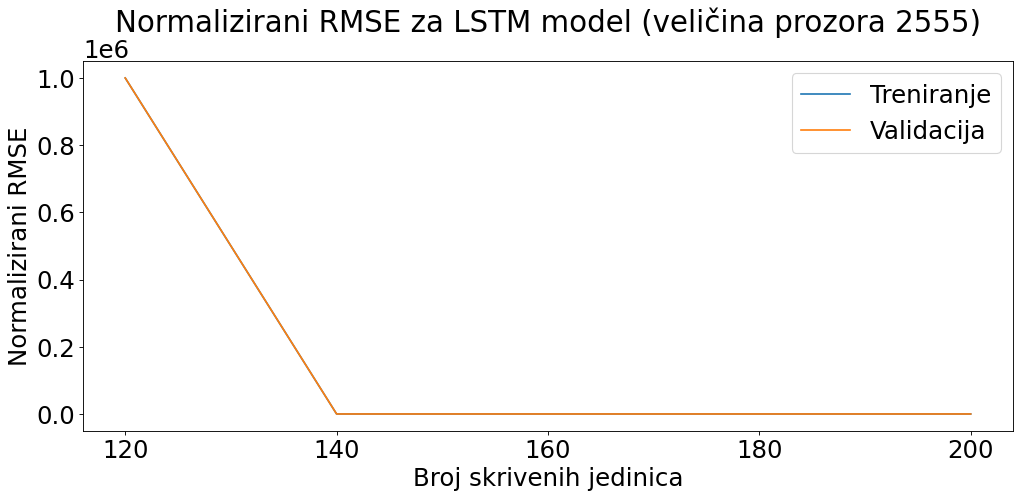 Normalizirani RMSE za LSTM model (veličina prozora 2555)
1e6
1.0
0.8
0.6
0.4
0.2
0.0
Normalizirani RMSE
Treniranje
Validacija
120 140 160 180 200
Broj skrivenih jedinica